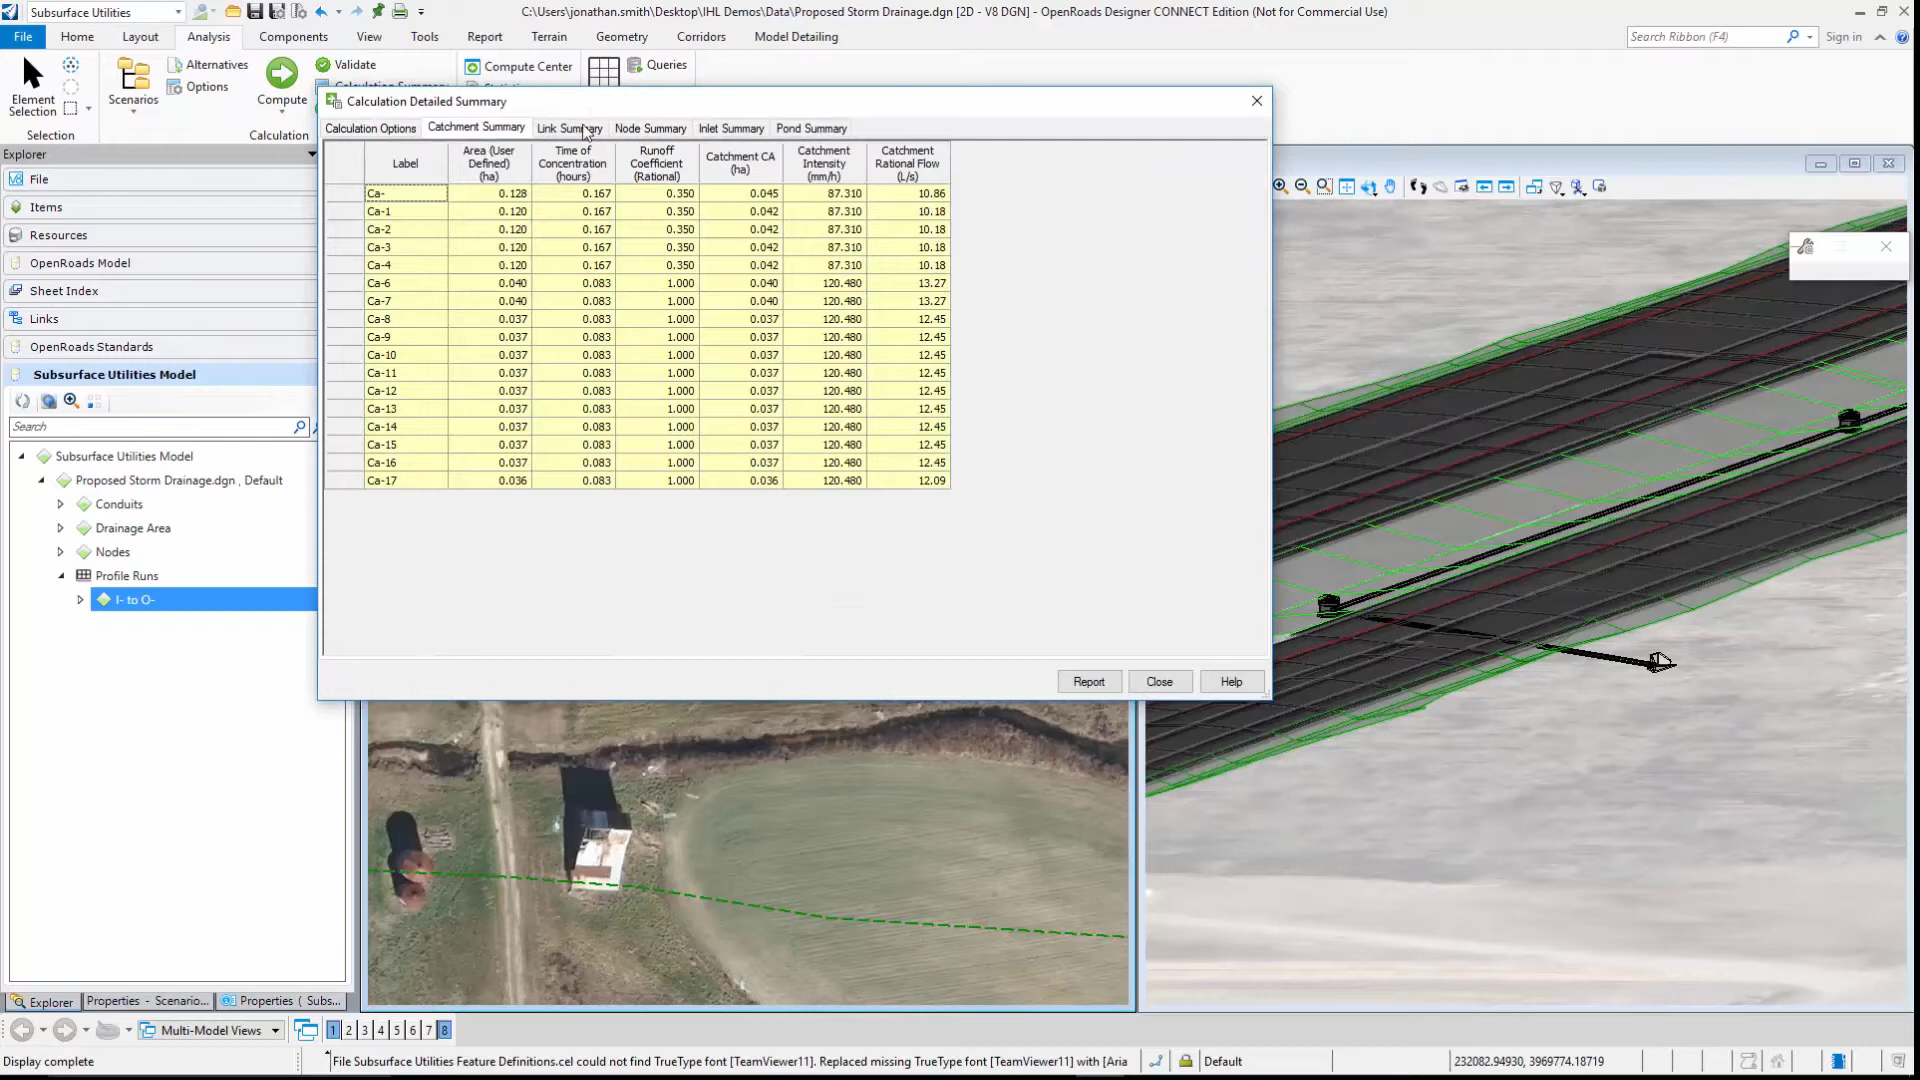 Subsurface Utilities
C:\Users\jonathan.smith\Desktop\IHL Demos\Data\Proposed Storm Drainage.dgn [2D - V8 DGN] - OpenRoads Designer CONNECT Edition (Not for Commercial Use)
File Home Layout Analysis Components View Tools Report Terrain Geometry Corridors Model Detailing
Search Ribbon (F4) Sign in
Element Selection
Scenarios
Alternatives
Options
Compute
Validate
Compute Center
Queries
Selection
Calculation
Calculation Detailed Summary
Calculation Options Catchment Summary Link Summary Node Summary Inlet Summary Pond Summary
Label Area (User Defined) (ha) Time of Concentration (hours) Runoff Coefficient (Rational) Catchment CA (ha) Catchment Intensity (mm/h) Catchment Rational Flow (L/s)
Ca- 0.128 0.167 0.350 0.045 87.310 10.86
Ca-1 0.120 0.167 0.350 0.042 87.310 10.18
Ca-2 0.120 0.167 0.350 0.042 87.310 10.18
Ca-3 0.120 0.167 0.350 0.042 87.310 10.18
Ca-4 0.120 0.167 0.350 0.042 87.310 10.18
Ca-6 0.040 0.083 1.000 0.040 120.480 13.27
Ca-7 0.040 0.083 1.000 0.040 120.480 13.27
Ca-8 0.037 0.083 1.000 0.037 120.480 12.45
Ca-9 0.037 0.083 1.000 0.037 120.480 12.45
Ca-10 0.037 0.083 1.000 0.037 120.480 12.45
Ca-11 0.037 0.083 1.000 0.037 120.480 12.45
Ca-12 0.037 0.083 1.000 0.037 120.480 12.45
Ca-13 0.037 0.083 1.000 0.037 120.480 12.45
Ca-14 0.037 0.083 1.000 0.037 120.480 12.45
Ca-15 0.037 0.083 1.000 0.037 120.480 12.45
Ca-16 0.037 0.083 1.000 0.037 120.480 12.45
Ca-17 0.036 0.083 1.000 0.036 120.480 12.09
Report Close Help
Explorer
File
Items
Resources
OpenRoads Model
Sheet Index
Links
OpenRoads Standards
Subsurface Utilities Model
Search
Subsurface Utilities Model
Proposed Storm Drainage.dgn , Default
Conduits
Drainage Area
Nodes
Profile Runs
I- to O-
Explorer Properties - Scenario... Properties ( Subs...
Multi-Model Views 1 2 3 4 5 6 7 8
Display complete
File Subsurface Utilities Feature Definitions.cel could not find TrueType font [TeamViewer11]. Replaced missing TrueType font [TeamViewer11] with [Aria
Default
232082.94930, 3969774.18719